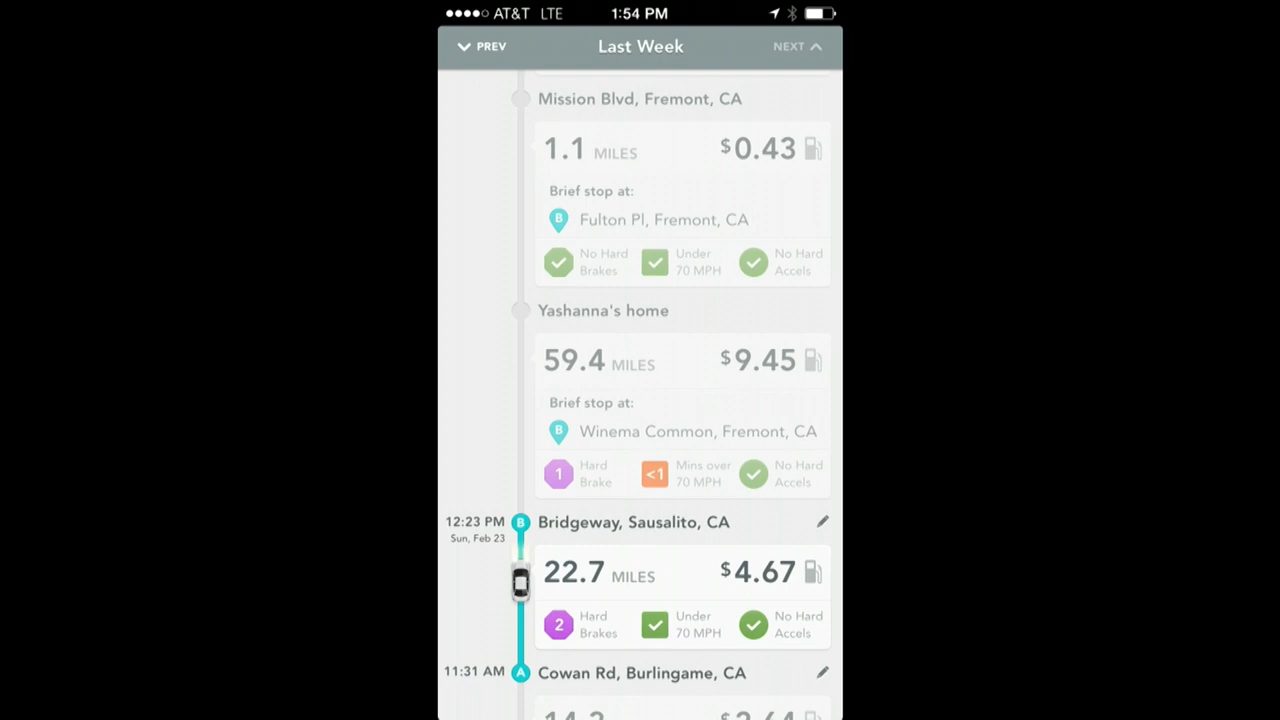 AT&T LTE 1:54 PM
PREV Last Week NEXT
Mission Blvd, Fremont, CA
1.1 MILES $0.43
Brief stop at:
B Fulton Pl, Fremont, CA
No Hard Brakes Under 70 MPH No Hard Accels
Yashanna's home
59.4 MILES $9.45
Brief stop at:
B Winema Common, Fremont, CA
1 Hard Brake <1 Mins over 70 MPH No Hard Accels
12:23 PM B Bridgeway, Sausalito, CA
Sun, Feb 23
22.7 MILES $4.67
2 Hard Brakes Under 70 MPH No Hard Accels
11:31 AM A Cowan Rd, Burlingame, CA